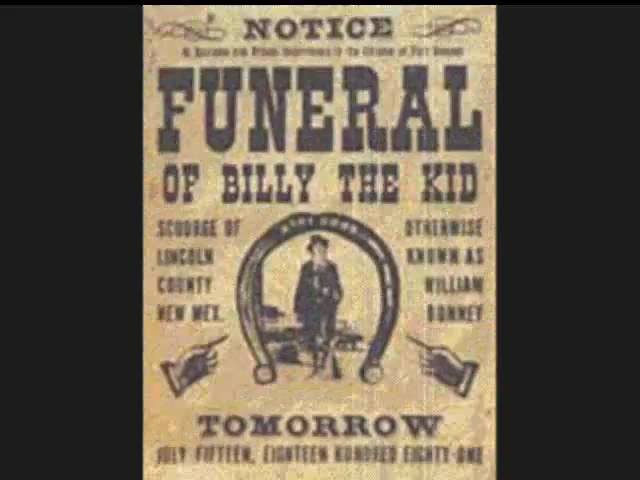 NOTICE
FUNERAL
OF BILLY THE KID
SCOURGE OF
LINCOLN
COUNTY
NEW MEX.
OTHERWISE
KNOWN AS
WILLIAM
BONNEY
TOMORROW
JULY FIFTEEN, EIGHTEEN HUNDRED EIGHTY-ONE